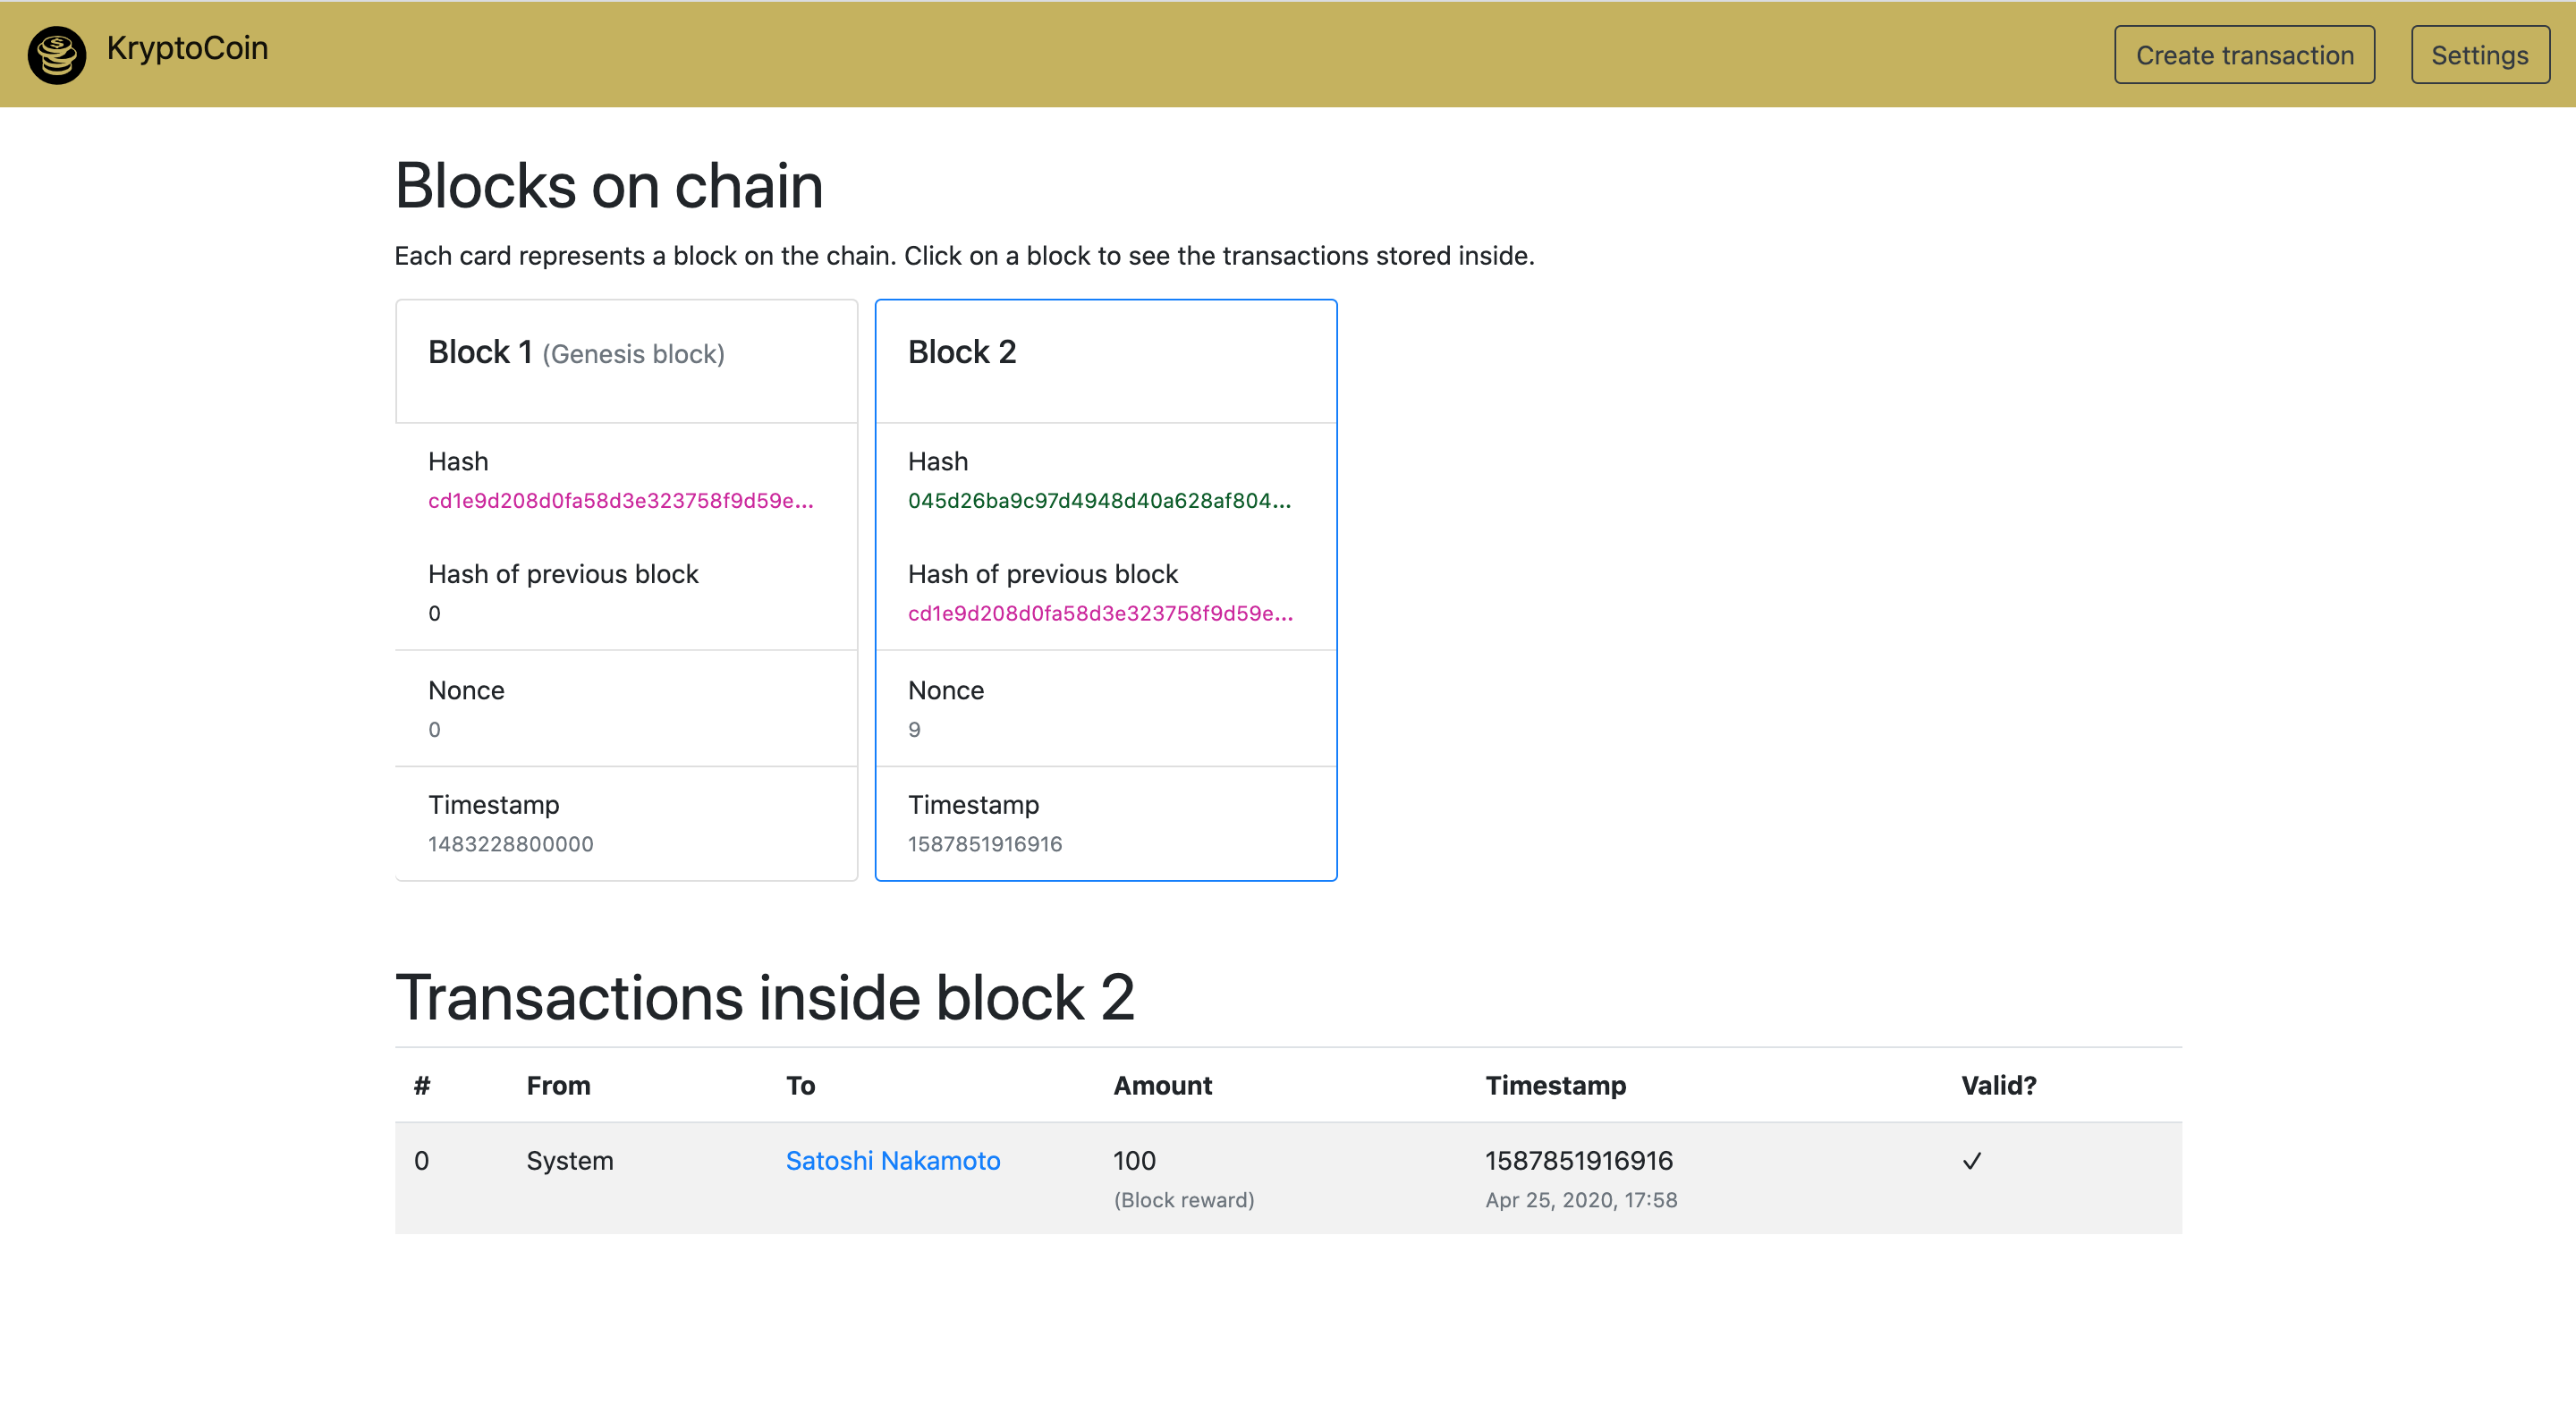 KryptoCoin
Create transaction
Settings
Blocks on chain
Each card represents a block on the chain. Click on a block to see the transactions stored inside.
Block 1 (Genesis block)
Hash
cd1e9d208d0fa58d3e323758f9d59e...
Hash of previous block
0
Nonce
0
Timestamp
1483228800000
Block 2
Hash
045d26ba9c97d4948d40a628af804...
Hash of previous block
cd1e9d208d0fa58d3e323758f9d59e...
Nonce
9
Timestamp
1587851916916
Transactions inside block 2
# From To Amount Timestamp Valid?
0 System Satoshi Nakamoto 100 1587851916916 ✓
(Block reward) Apr 25, 2020, 17:58